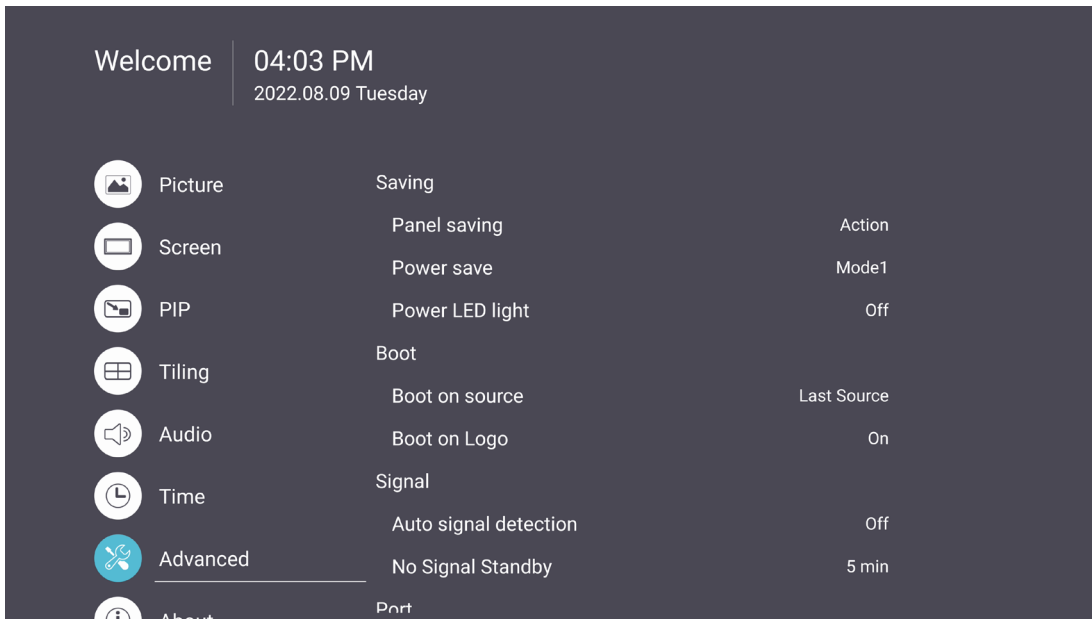 Welcome
04:03 PM
2022.08.09 Tuesday
Picture
Screen
PIP
Tiling
Audio
Time
Advanced
About
Saving
Panel saving Action
Power save Mode1
Power LED light Off
Boot
Boot on source Last Source
Boot on Logo On
Signal
Auto signal detection Off
No Signal Standby 5 min
Port